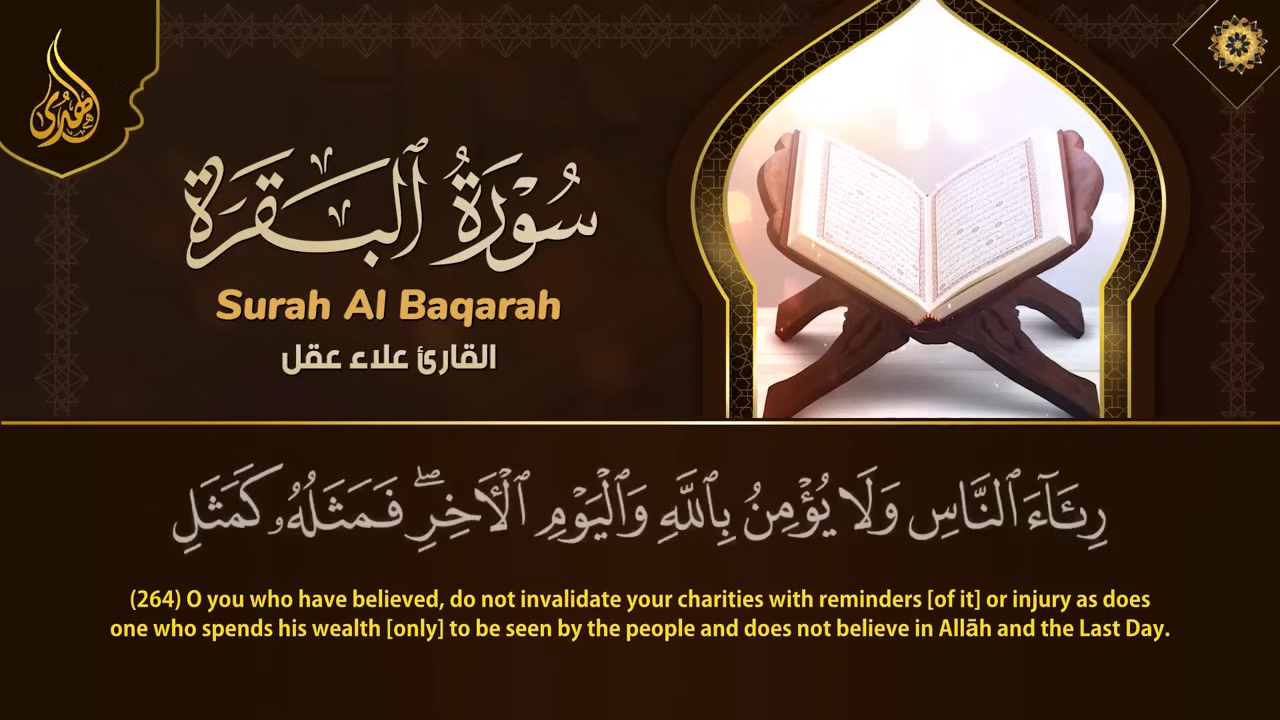 الهدى
سُورَةُ ٱلْبَقَرَة
Surah Al Baqarah
القارئ علاء عقل
رِئَآءَ ٱلنَّاسِ وَلَا يُؤْمِنُ بِٱللَّهِ وَٱلْيَوْمِ ٱلْأَخِرِ ۖ فَمَثَلُهُۥ كَمَثَلِ
(264) O you who have believed, do not invalidate your charities with reminders [of it] or injury as does
one who spends his wealth [only] to be seen by the people and does not believe in Allāh and the Last Day.